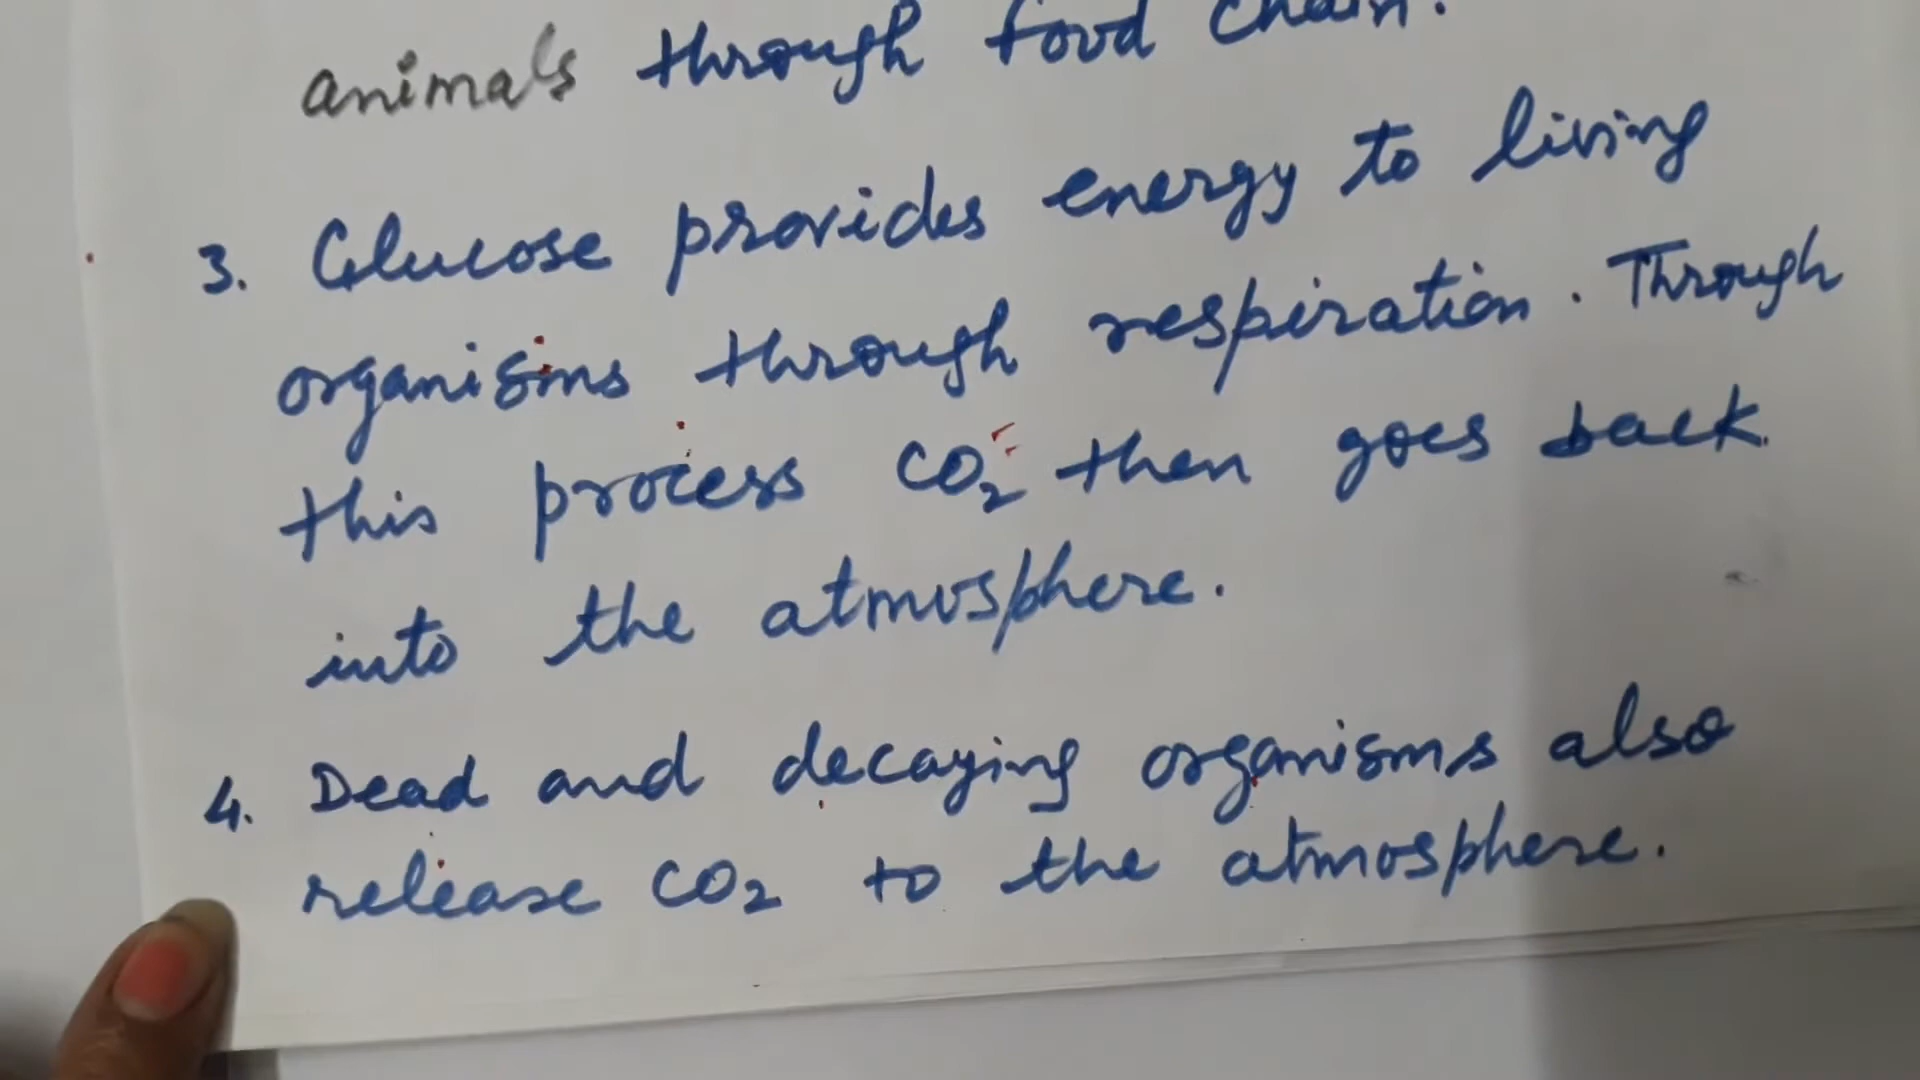 animals through food chain.
3. Glucose provides energy to living
organisms through respiration. Through
this process CO₂ then goes back
into the atmosphere.
4. Dead and decaying organisms also
release CO₂ to the atmosphere.